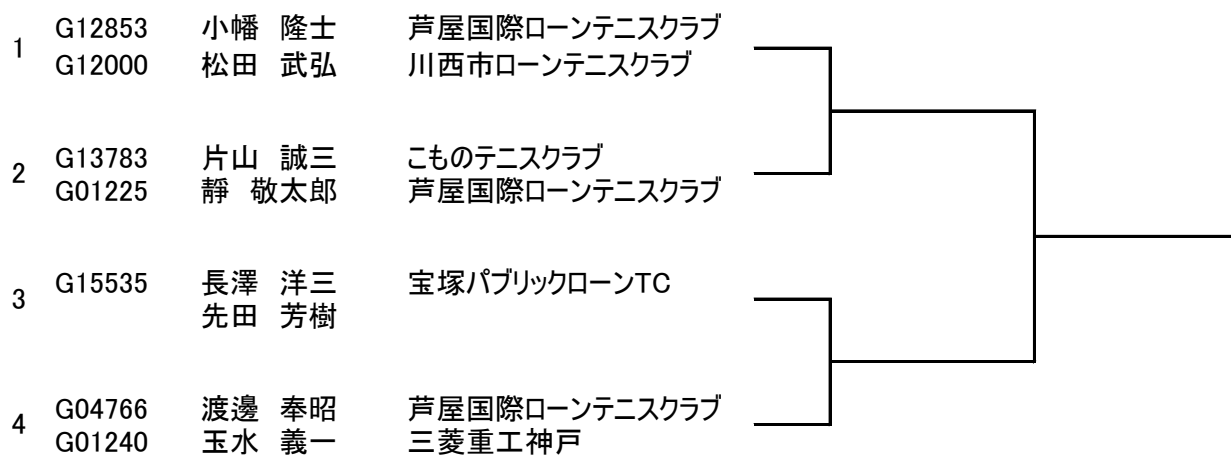 1
G12853 小幡 隆士 芦屋国際ローンテニスクラブ
G12000 松田 武弘 川西市ローンテニスクラブ
2
G13783 片山 誠三 こものテニスクラブ
G01225 靜 敬太郎 芦屋国際ローンテニスクラブ
3
G15535 長澤 洋三 宝塚パブリックローンTC
先田 芳樹
4
G04766 渡邊 奉昭 芦屋国際ローンテニスクラブ
G01240 玉水 義一 三菱重工神戸